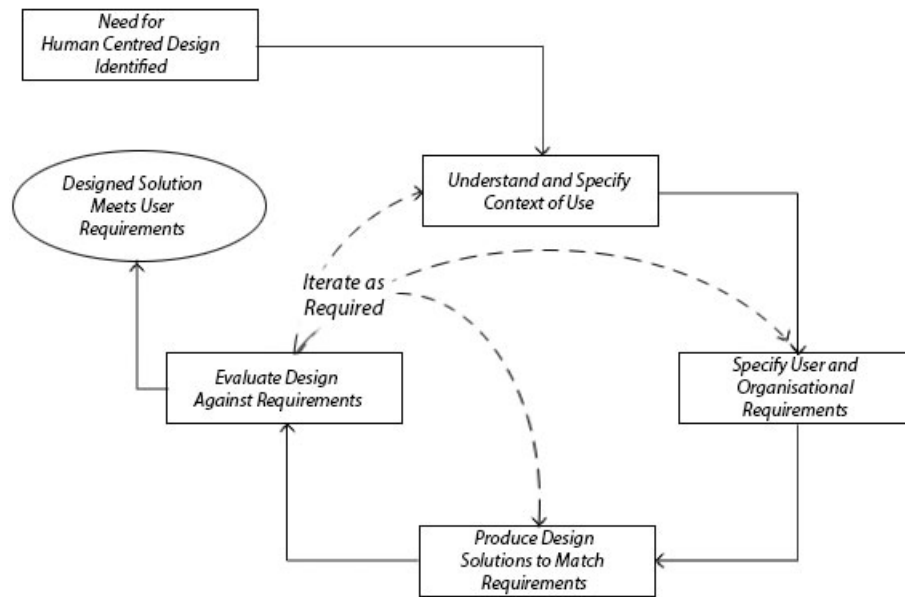 Need for
Human Centred Design
Identified
Designed Solution
Meets User
Requirements
Understand and Specify
Context of Use
Iterate as
Required
Evaluate Design
Against Requirements
Specify User and
Organisational
Requirements
Produce Design
Solutions to Match
Requirements